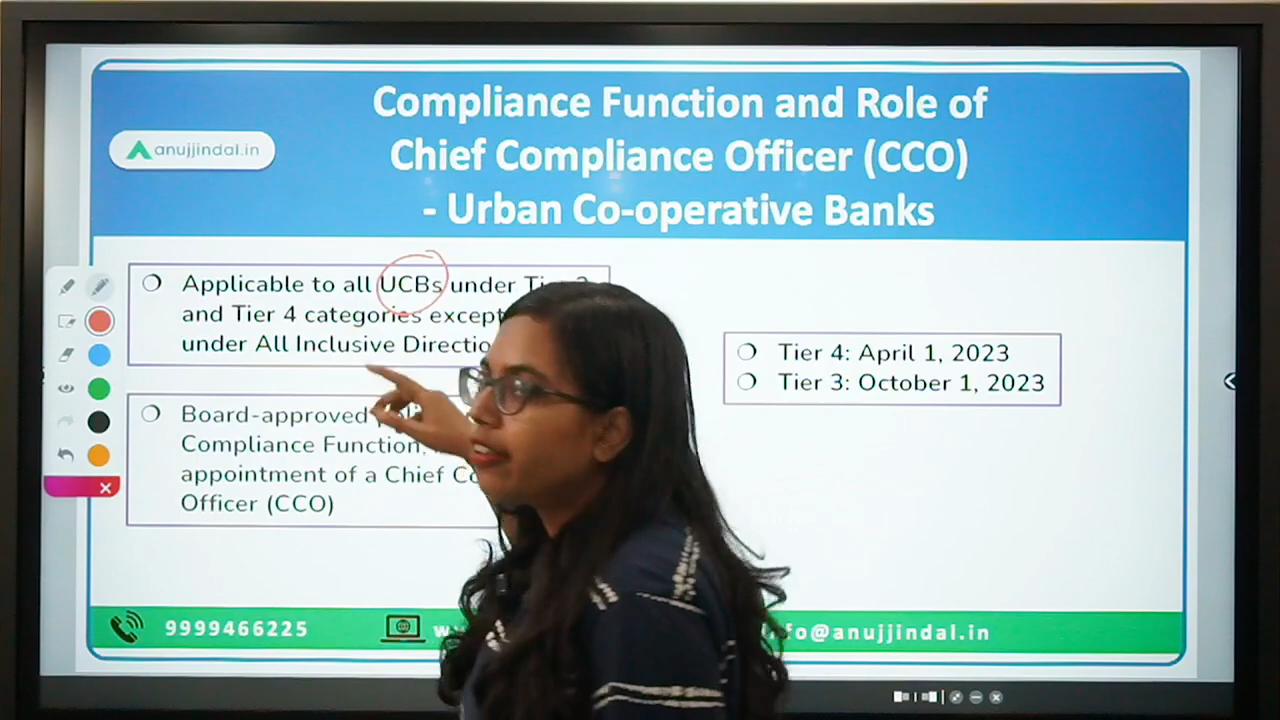 Compliance Function and Role of
Chief Compliance Officer (CCO)
- Urban Co-operative Banks
anujjindal.in
Applicable to all UCBs under
and Tier 4 categories except
under All Inclusive
Board-approved
Compliance Function,
appointment of a Chief
Officer (CCO)
Tier 4: April 1, 2023
Tier 3: October 1, 2023
9999466225
@anujjindal.in